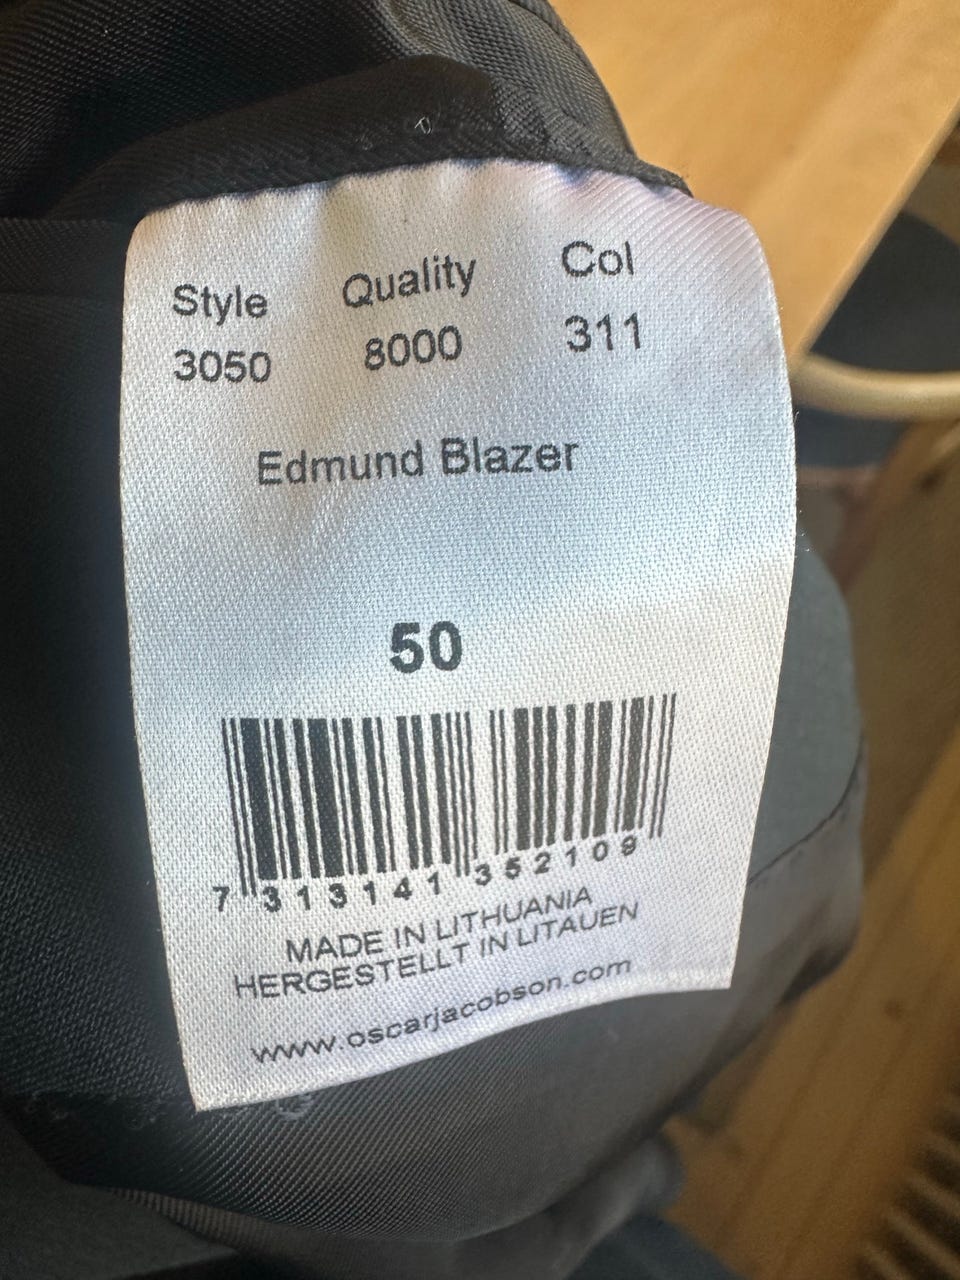 Style Quality Col
3050 8000 311
Edmund Blazer
50
7 313141 352109
MADE IN LITHUANIA
HERGESTELLT IN LITAUEN
www.oscarjacobson.com